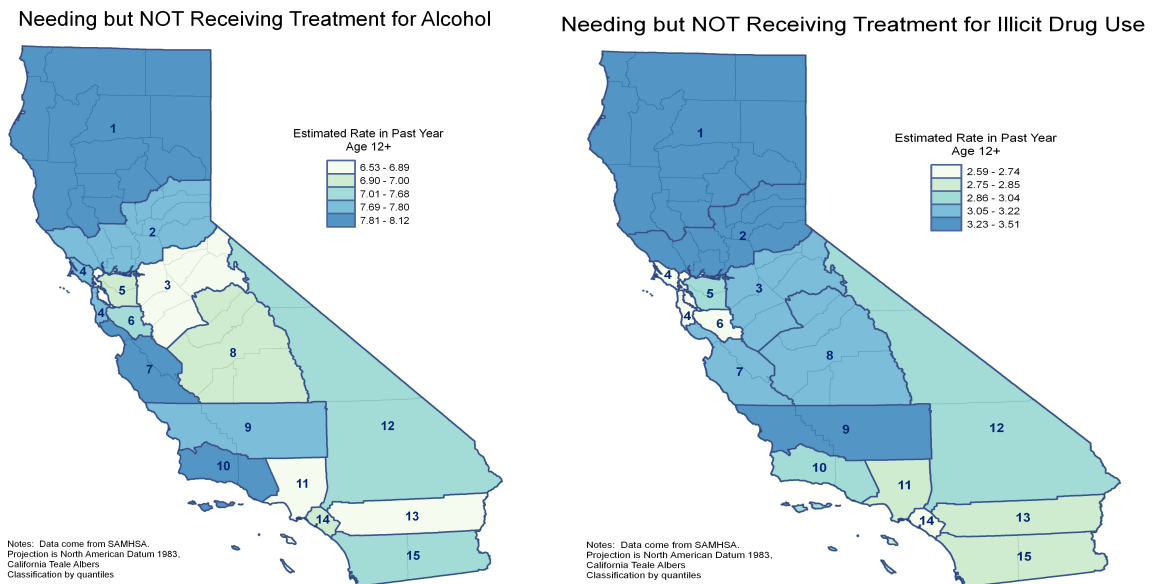 Needing but NOT Receiving Treatment for Alcohol
Estimated Rate in Past Year
Age 12+
6.53 - 6.89
6.90 - 7.00
7.01 - 7.68
7.69 - 7.80
7.81 - 8.12
1
2
3
4
5
4
6
7
8
9
12
10
11
13
14
15
Notes: Data come from SAMHSA.
Projection is North American Datum 1983,
California Teale Albers
Classification by quantiles
Needing but NOT Receiving Treatment for Illicit Drug Use
Estimated Rate in Past Year
Age 12+
2.59 - 2.74
2.75 - 2.85
2.86 - 3.04
3.05 - 3.22
3.23 - 3.51
1
2
4
3
5
4
6
8
7
9
12
10
11
13
14
15
Notes: Data come from SAMHSA.
Projection is North American Datum 1983,
California Teale Albers
Classification by quantiles